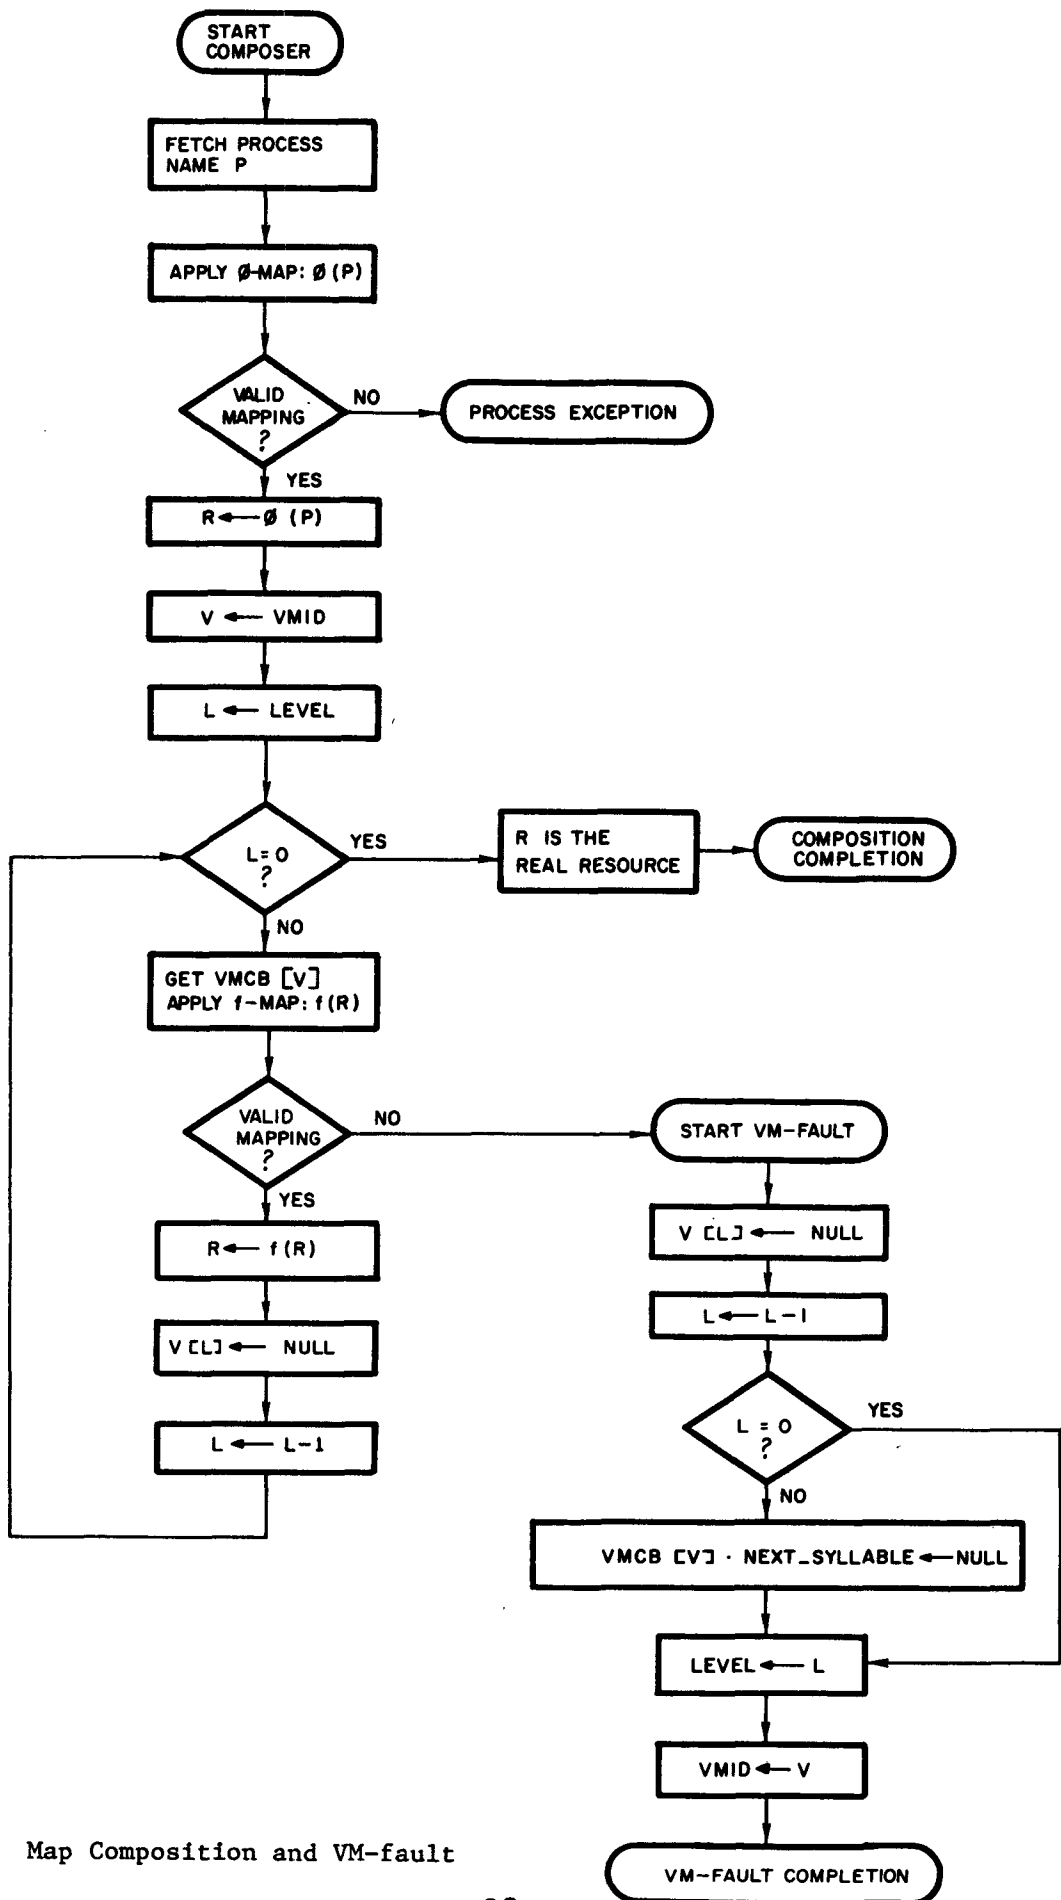 START
COMPOSER
FETCH PROCESS
NAME P
APPLY Ø-MAP: Ø (P)
VALID
MAPPING
?
NO
PROCESS EXCEPTION
YES
R ← Ø (P)
V ← VMID
L ← LEVEL
L = 0
?
YES
R IS THE
REAL RESOURCE
COMPOSITION
COMPLETION
NO
GET VMCB [V]
APPLY f-MAP: f (R)
VALID
MAPPING
?
NO
START VM-FAULT
YES
R ← f (R)
V [L] ← NULL
L ← L-1
V [L] ← NULL
L ← L-1
L = 0
?
YES
NO
VMCB [V] · NEXT_SYLLABLE ← NULL
LEVEL ← L
VMID ← V
VM-FAULT COMPLETION
Map Composition and VM-fault